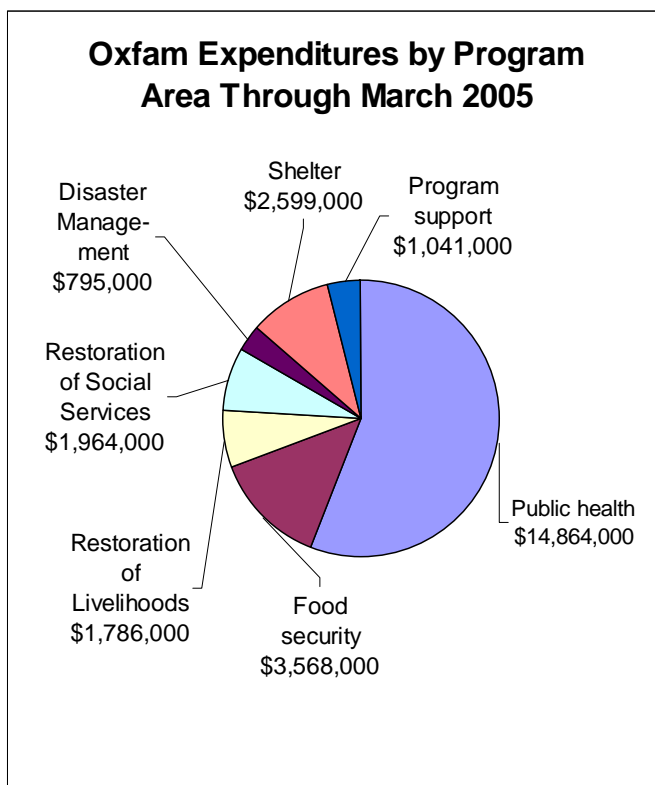 Oxfam Expenditures by Program
Area Through March 2005
Shelter
$2,599,000
Program
support
$1,041,000
Disaster
Manage-
ment
$795,000
Restoration
of Social
Services
$1,964,000
Public health
$14,864,000
Restoration
of
Livelihoods
$1,786,000
Food
security
$3,568,000